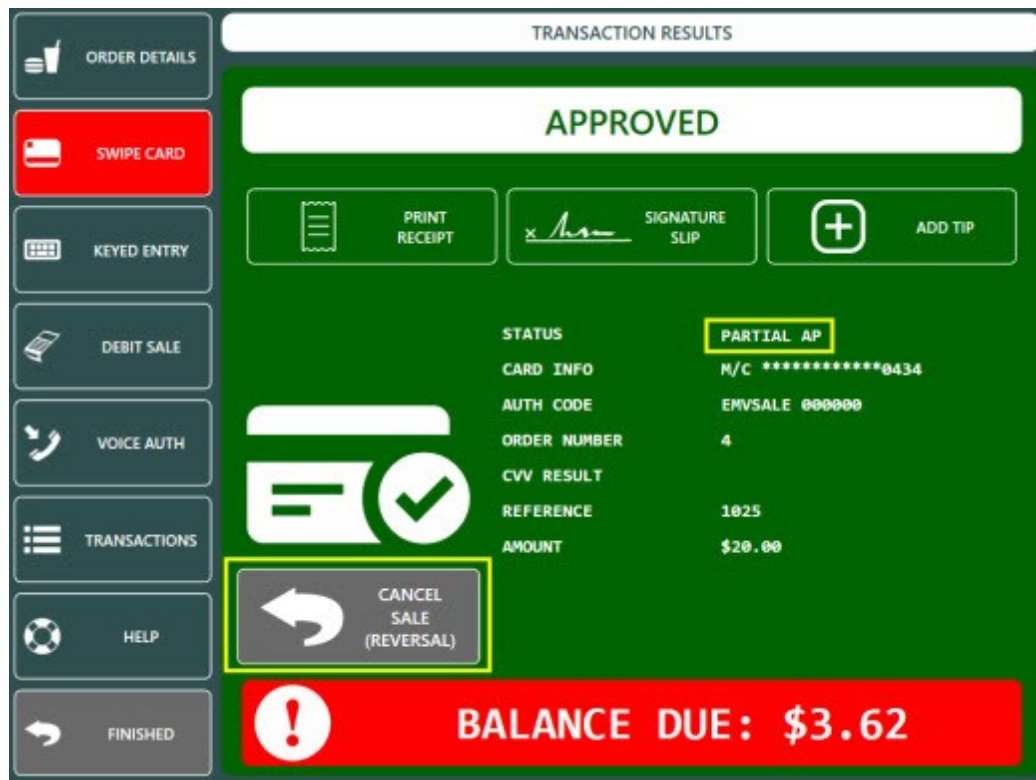 TRANSACTION RESULTS
ORDER DETAILS
SWIPE CARD
KEYED ENTRY
DEBIT SALE
VOICE AUTH
TRANSACTIONS
HELP
FINISHED
APPROVED
PRINT
RECEIPT
x
SIGNATURE
SLIP
ADD TIP
STATUS PARTIAL AP
CARD INFO M/C ************0434
AUTH CODE EMVSALE 000000
ORDER NUMBER 4
CVV RESULT
REFERENCE 1025
AMOUNT $20.00
CANCEL
SALE
(REVERSAL)
! BALANCE DUE: $3.62